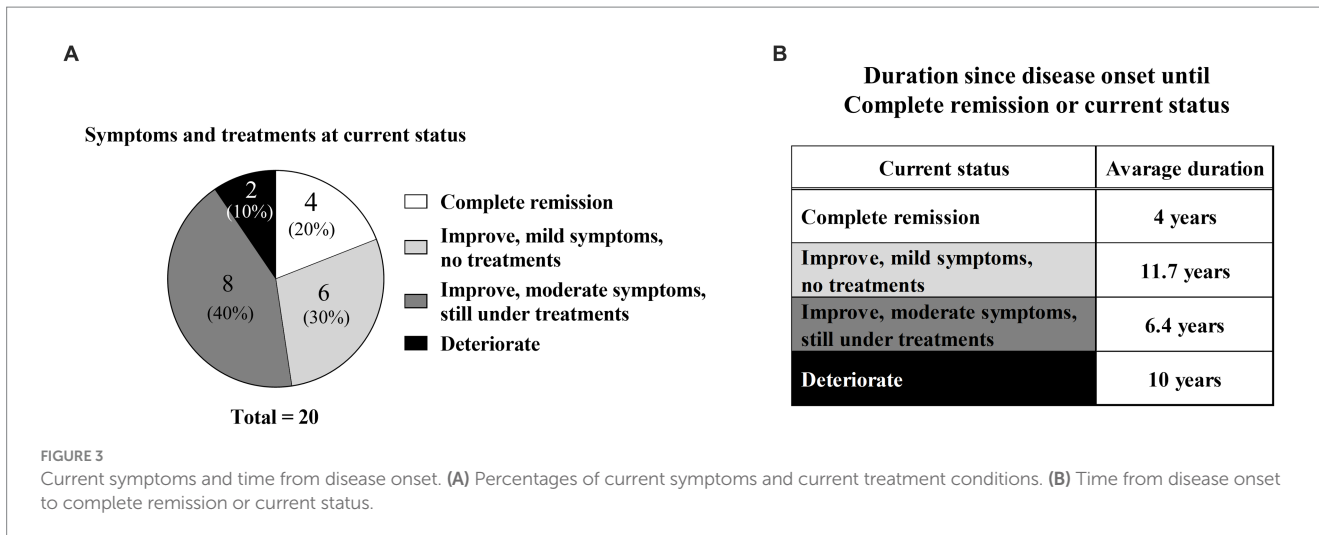 A
Symptoms and treatments at current status
2
(10%)
4
(20%)
8
(40%)
6
(30%)
Complete remission
Improve, mild symptoms,
no treatments
Improve, moderate symptoms,
still under treatments
Deteriorate
Total = 20
B
Duration since disease onset until
Complete remission or current status
Current status Avarage duration
Complete remission 4 years
Improve, mild symptoms,
no treatments 11.7 years
Improve, moderate symptoms,
still under treatments 6.4 years
Deteriorate 10 years
FIGURE 3
Current symptoms and time from disease onset. (A) Percentages of current symptoms and current treatment conditions. (B) Time from disease onset
to complete remission or current status.